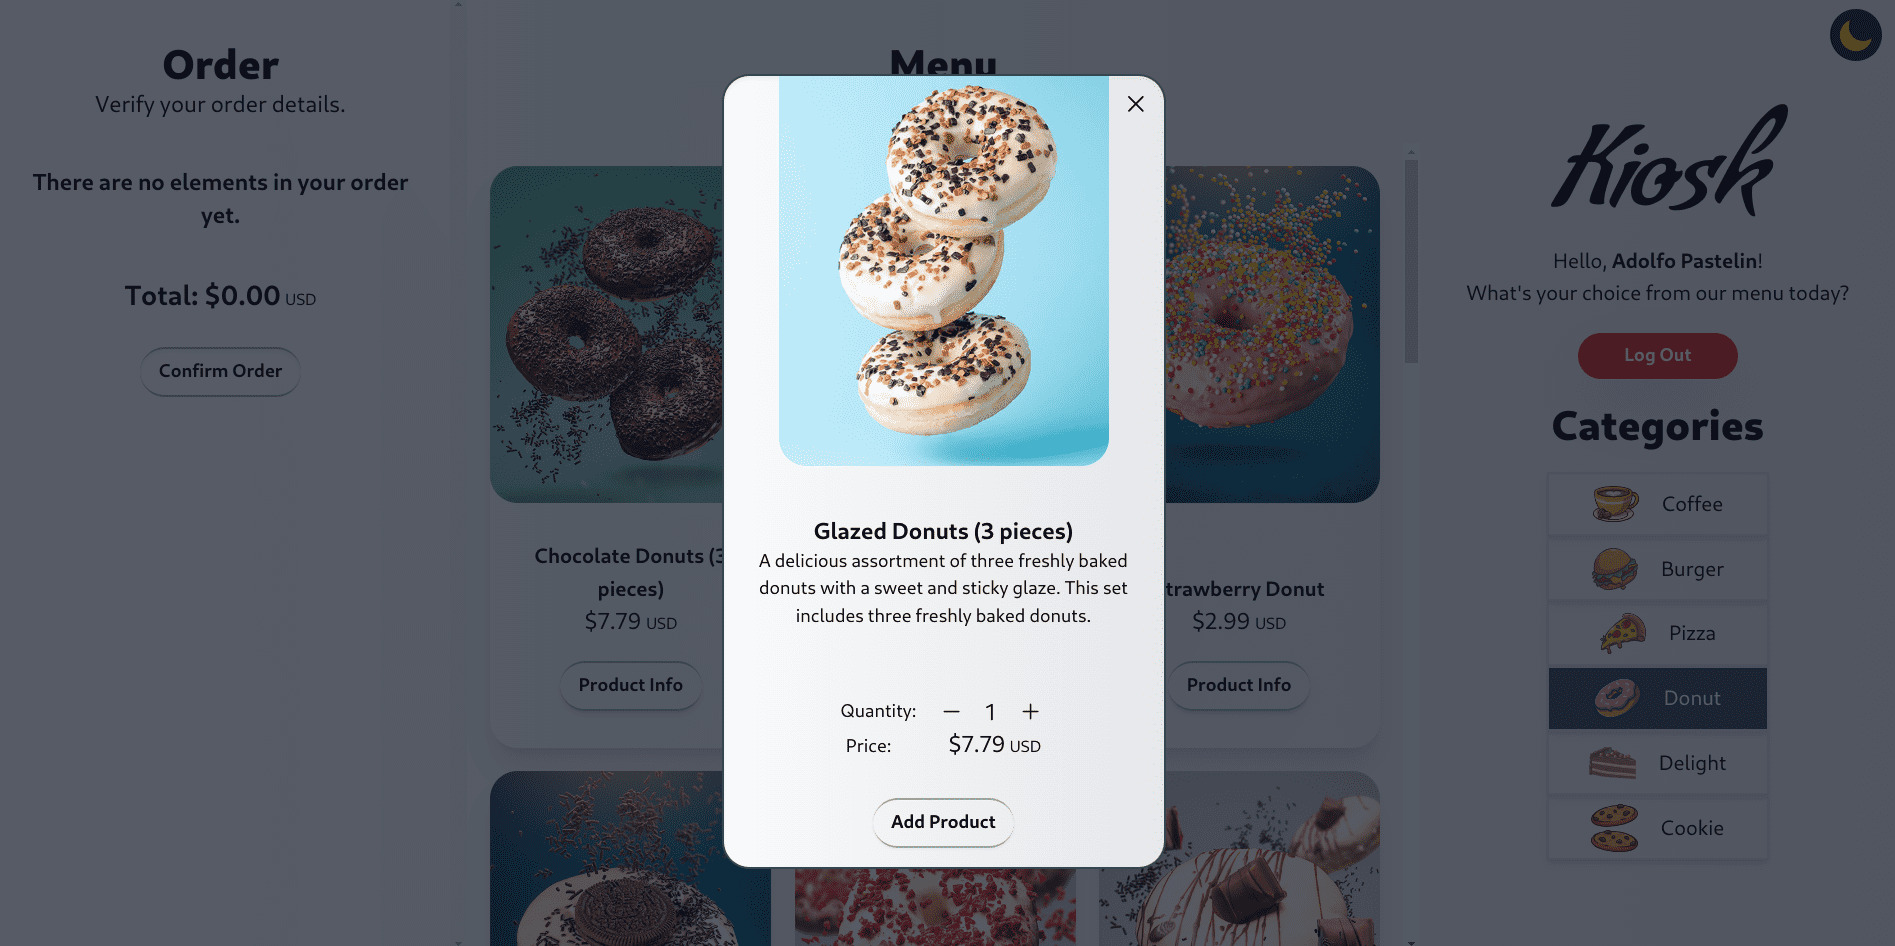 Order
Verify your order details.
There are no elements in your order
yet.
Total: $0.00 USD
Confirm Order
Menu
Chocolate Donuts (3
pieces)
$7.79 USD
Product Info
Glazed Donuts (3 pieces)
A delicious assortment of three freshly baked
donuts with a sweet and sticky glaze. This set
includes three freshly baked donuts.
Quantity: — 1 +
Price: $7.79 USD
Add Product
trawberry Donut
$2.99 USD
Product Info
Kiosk
Hello, Adolfo Pastelin!
What's your choice from our menu today?
Log Out
Categories
Coffee
Burger
Pizza
Donut
Delight
Cookie